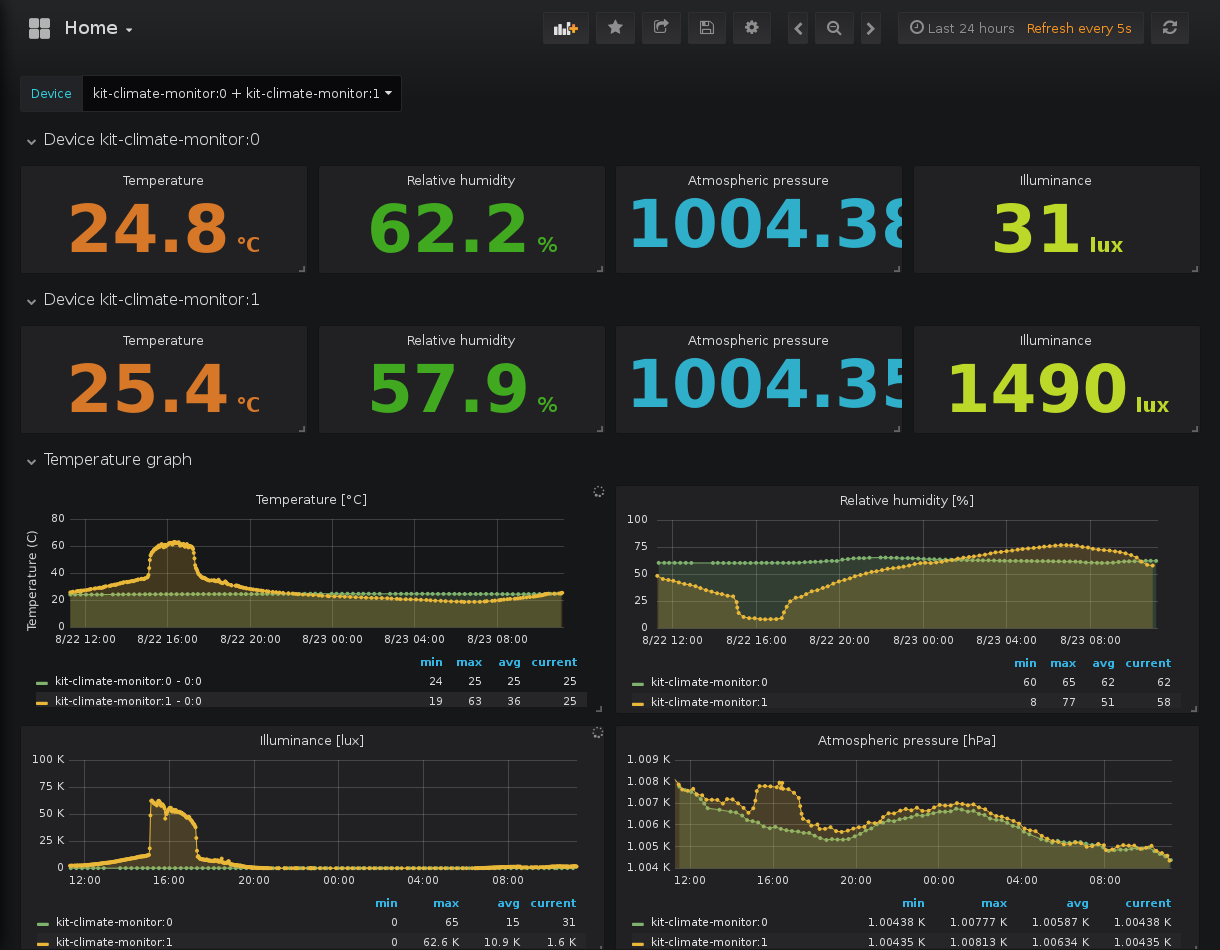 Home
Last 24 hours Refresh every 5s
Device kit-climate-monitor:0 + kit-climate-monitor:1
Device kit-climate-monitor:0
Temperature Relative humidity Atmospheric pressure Illuminance
24.8 °C 62.2 % 1004.38 31 lux
Device kit-climate-monitor:1
Temperature Relative humidity Atmospheric pressure Illuminance
25.4 °C 57.9 % 1004.35 1490 lux
Temperature graph
Temperature [°C]
Temperature (C)
80
60
40
20
0
8/22 12:00 8/22 16:00 8/22 20:00 8/23 00:00 8/23 04:00 8/23 08:00
min max avg current
kit-climate-monitor:0 - 0:0 24 25 25 25
kit-climate-monitor:1 - 0:0 19 63 36 25
Relative humidity [%]
100
75
50
25
0
8/22 12:00 8/22 16:00 8/22 20:00 8/23 00:00 8/23 04:00 8/23 08:00
min max avg current
kit-climate-monitor:0 60 65 62 62
kit-climate-monitor:1 8 77 51 58
Illuminance [lux]
100 K
75 K
50 K
25 K
0
12:00 16:00 20:00 00:00 04:00 08:00
min max avg current
kit-climate-monitor:0 0 65 15 31
kit-climate-monitor:1 0 62.6 K 10.9 K 1.6 K
Atmospheric pressure [hPa]
1.009 K
1.008 K
1.007 K
1.006 K
1.005 K
1.004 K
12:00 16:00 20:00 00:00 04:00 08:00
min max avg current
kit-climate-monitor:0 1.00438 K 1.00777 K 1.00587 K 1.00438 K
kit-climate-monitor:1 1.00435 K 1.00813 K 1.00634 K 1.00435 K